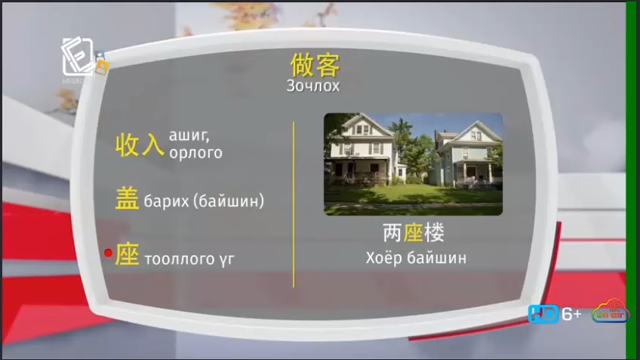 做客
Зочлох
收入 ашиг,
орлого
盖 барих (байшин)
座 тооллого үг
两座楼
Хоёр байшин
HD 6+